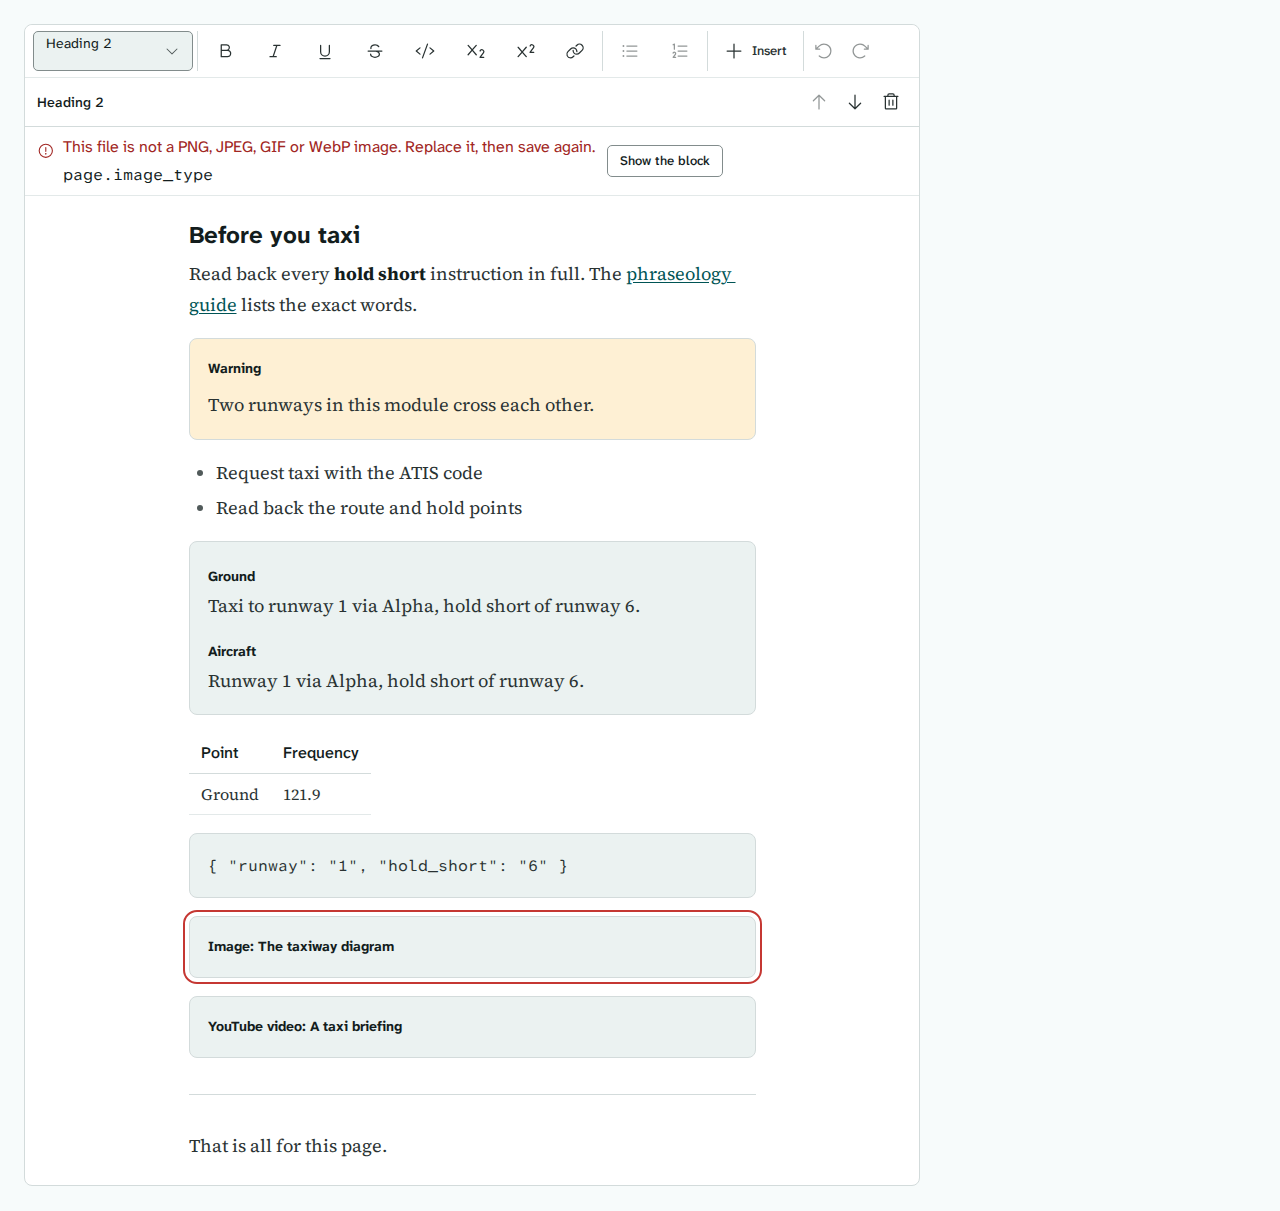 Heading 2
B I U S </> X2 X2 Insert
Heading 2
This file is not a PNG, JPEG, GIF or WebP image. Replace it, then save again.
page.image_type
Show the block
Before you taxi
Read back every hold short instruction in full. The phraseology
guide lists the exact words.
Warning
Two runways in this module cross each other.
Request taxi with the ATIS code
Read back the route and hold points
Ground
Taxi to runway 1 via Alpha, hold short of runway 6.
Aircraft
Runway 1 via Alpha, hold short of runway 6.
Point Frequency
Ground 121.9
{ "runway": "1", "hold_short": "6" }
Image: The taxiway diagram
YouTube video: A taxi briefing
That is all for this page.